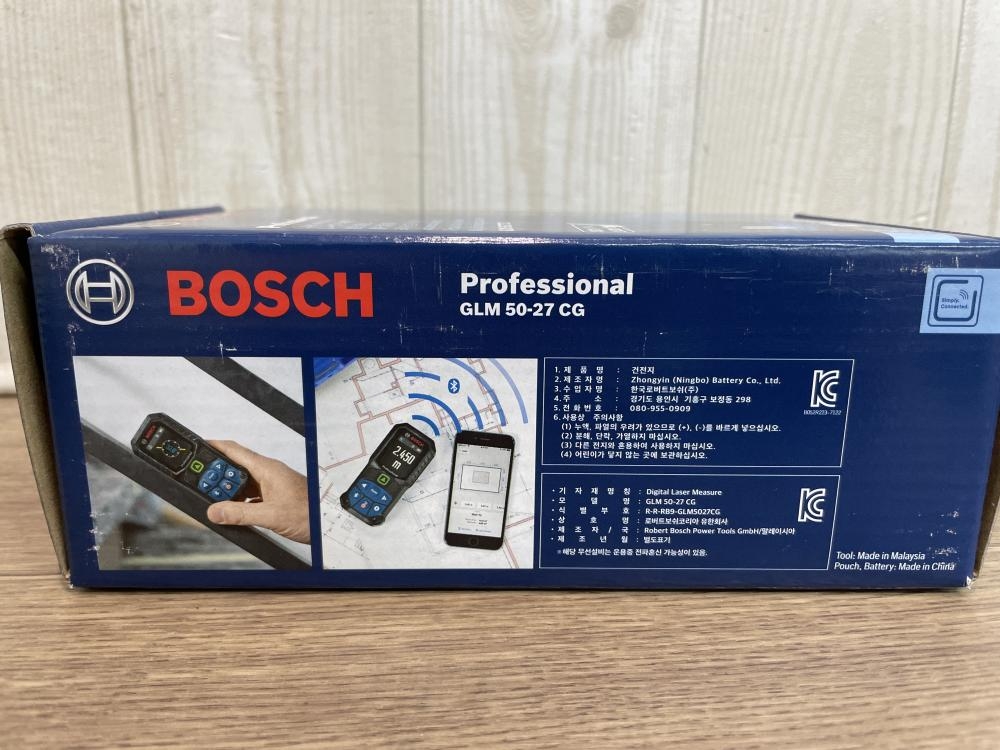 BOSCH
Professional
GLM 50-27 CG
Simply.
Connected.
BOSCH
BOSCH
2.450
m
1. 제 품 명 : 건전지
2. 제 조 자 명 : Zhongyin (Ningbo) Battery Co., Ltd.
3. 수 입 자 명 : 한국로버트보쉬(주)
4. 주 소 : 경기도 용인시 기흥구 보정동 298
5. 전 화 번 호 : 080-955-0909
6. 사용상 주의사항
(1) 누액, 파열의 우려가 있으므로 (+), (-)를 바르게 넣으십시오.
(2) 분해, 단락, 가열하지 마십시오.
(3) 다른 전지와 혼용하여 사용하지 마십시오.
(4) 어린이가 닿지 않는 곳에 보관하십시오.
B052R223-7122
· 기 자 재 명 칭 : Digital Laser Measure
· 모 델 명 : GLM 50-27 CG
· 식 별 부 호 : R-R-RB9-GLM5027CG
· 상 호 명 : 로버트보쉬코리아 유한회사
· 제 조 자 / 국 : Robert Bosch Power Tools GmbH/말레이시아
· 제 조 년 월 : 별도표기
※해당 무선설비는 운용중 전파혼신 가능성이 있음.
Tool: Made in Malaysia
Pouch, Battery: Made in China